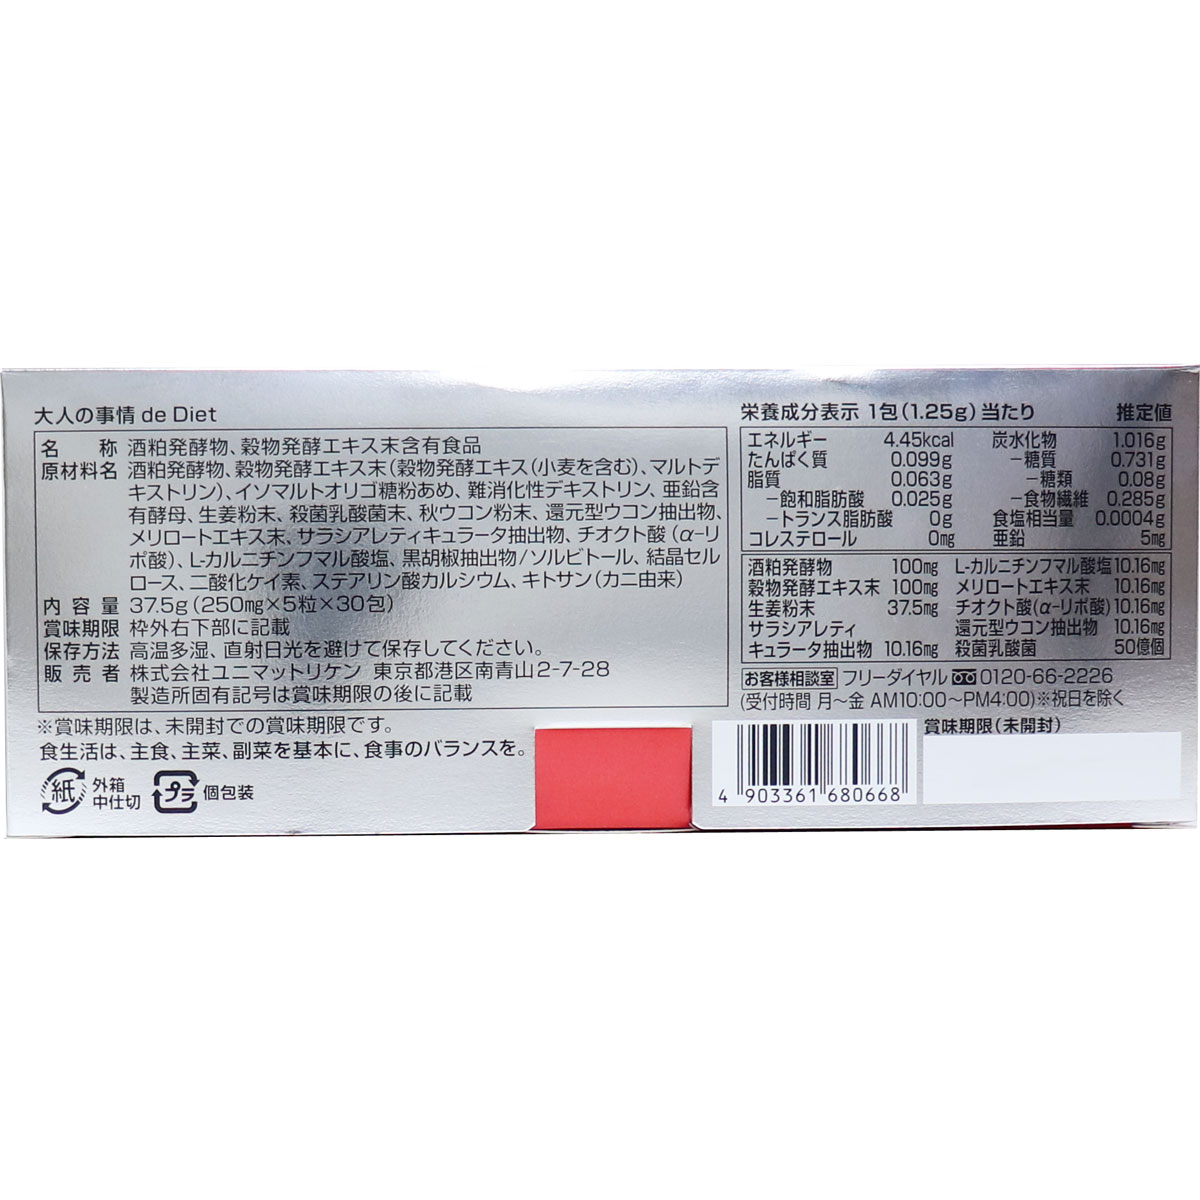 大人の事情 de Diet
名 称 酒粕発酵物、穀物発酵エキス末含有食品
原材料名 酒粕発酵物、穀物発酵エキス末(穀物発酵エキス(小麦を含む)、マルトデ
キストリン)、イソマルトオリゴ糖粉あめ、難消化性デキストリン、亜鉛含
有酵母、生姜粉末、殺菌乳酸菌末、秋ウコン粉末、還元型ウコン抽出物、
メリロートエキス末、サラシアレティキュラータ抽出物、チオクト酸(α-リ
ポ酸)、L-カルニチンフマル酸塩、黒胡椒抽出物/ソルビトール、結晶セル
ロース、二酸化ケイ素、ステアリン酸カルシウム、キトサン(カニ由来)
内 容 量 37.5g(250mg×5粒×30包)
賞味期限 枠外右下部に記載
保存方法 高温多湿、直射日光を避けて保存してください。
販 売 者 株式会社ユニマットリケン 東京都港区南青山2-7-28
製造所固有記号は賞味期限の後に記載
※賞味期限は、未開封での賞味期限です。
食生活は、主食、主菜、副菜を基本に、食事のバランスを。
紙 外箱
中仕切
プラ 個包装
栄養成分表示 1包(1.25g)当たり 推定値
エネルギー 4.45kcal 炭水化物 1.016g
たんぱく質 0.099g −糖質 0.731g
脂質 0.063g −糖類 0.08g
−飽和脂肪酸 0.025g −食物繊維 0.285g
−トランス脂肪酸 0g 食塩相当量 0.0004g
コレステロール 0mg 亜鉛 5mg
酒粕発酵物 100mg L-カルニチンフマル酸塩 10.16mg
穀物発酵エキス末 100mg メリロートエキス末 10.16mg
生姜粉末 37.5mg チオクト酸(α-リポ酸) 10.16mg
サラシアレティ 還元型ウコン抽出物 10.16mg
キュラータ抽出物 10.16mg 殺菌乳酸菌 50億個
お客様相談室 フリーダイヤル 0120-66-2226
(受付時間 月〜金 AM10:00〜PM4:00)※祝日を除く
賞味期限(未開封)
4 903361 680668